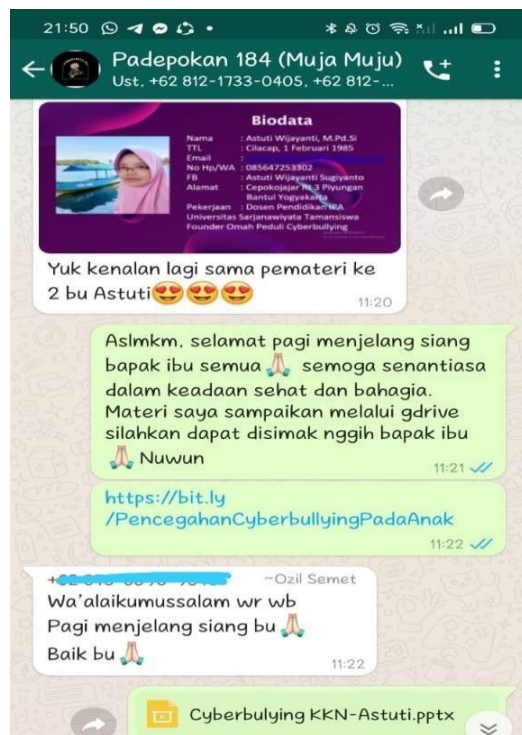 21:50
Padepokan 184 (Muja Muju)
Ust, +62 812-1733-0405, +62 812-...
Biodata
Nama : Astuti Wijayanti, M.Pd.Si
TTL : Cilacap, 1 Februari 1985
Email :
No Hp/WA : 085647253302
FB : Astuti Wijayanti Sugiyanto
Alamat : Cepokojajar Rt.3 Piyungan
Bantul Yogyakarta
Pekerjaan : Dosen Pendidikan IPA
Universitas Sarjanawiyata Tamansiswa
Founder Omah Peduli Cyberbullying
Yuk kenalan lagi sama pemateri ke
2 bu Astuti😍😍😍
11:20
Aslmkm, selamat pagi menjelang siang
bapak ibu semua 🙏 semoga senantiasa
dalam keadaan sehat dan bahagia.
Materi saya sampaikan melalui gdrive
silahkan dapat disimak nggih bapak ibu
🙏 Nuwun
11:21
https://bit.ly
/PencegahanCyberbullyingPadaAnak
11:22
~Ozil Semet
Wa'alaikumussalam wr wb
Pagi menjelang siang bu 🙏
Baik bu 🙏
11:22
Cyberbulying KKN-Astuti.pptx